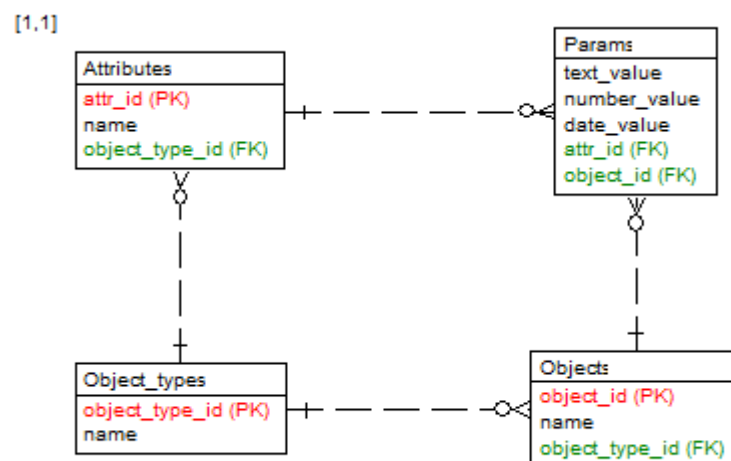 [1,1]
Attributes
attr_id (PK)
name
object_type_id (FK)
Params
text_value
number_value
date_value
attr_id (FK)
object_id (FK)
Object_types
object_type_id (PK)
name
Objects
object_id (PK)
name
object_type_id (FK)